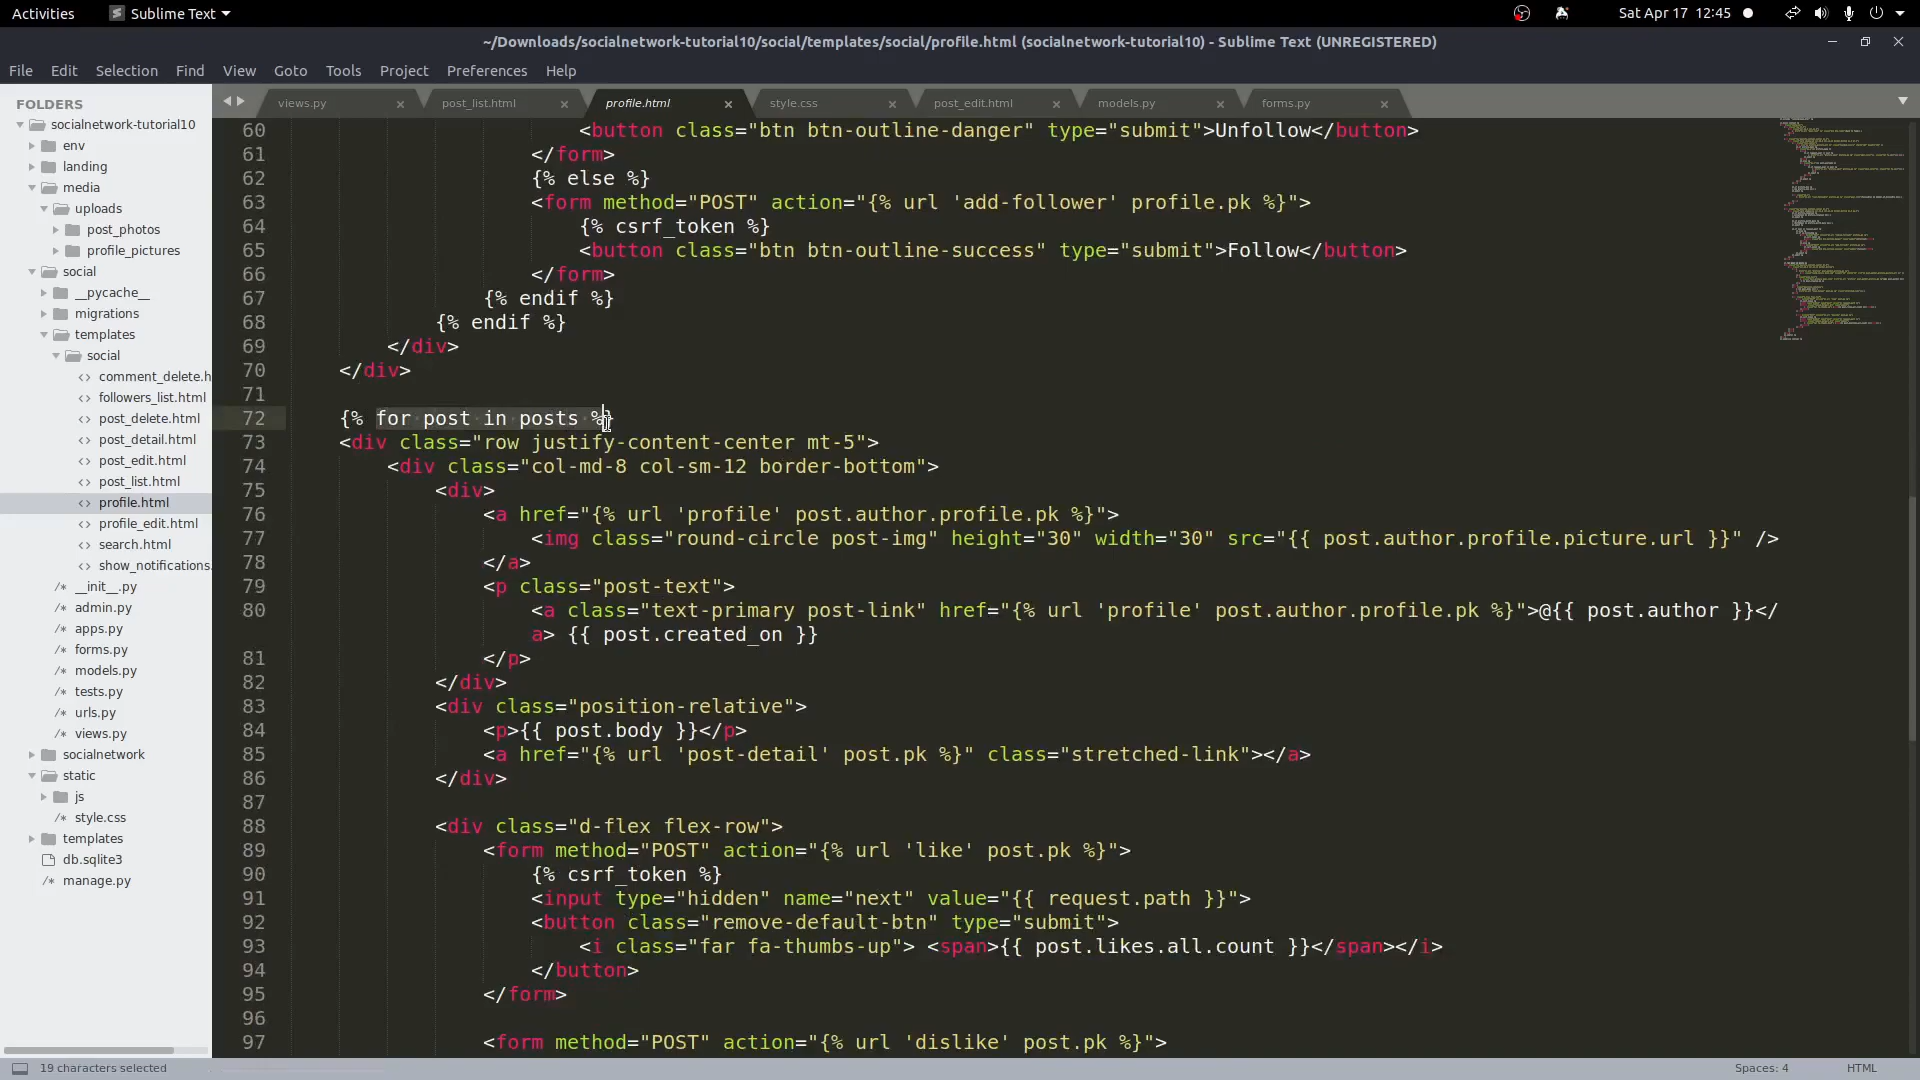 Activities
Sublime Text
Sat Apr 17 12:45
~/Downloads/socialnetwork-tutorial10/social/templates/social/profile.html (socialnetwork-tutorial10) - Sublime Text (UNREGISTERED)
File Edit Selection Find View Goto Tools Project Preferences Help
FOLDERS
socialnetwork-tutorial10
env
landing
media
uploads
post_photos
profile_pictures
social
__pycache__
migrations
templates
social
comment_delete.h
followers_list.html
post_delete.html
post_detail.html
post_edit.html
post_list.html
profile.html
profile_edit.html
search.html
show_notifications.
__init__.py
admin.py
apps.py
forms.py
models.py
tests.py
urls.py
views.py
socialnetwork
static
js
style.css
templates
db.sqlite3
manage.py
views.py post_list.html profile.html style.css post_edit.html models.py forms.py
60 <button class="btn btn-outline-danger" type="submit">Unfollow</button>
61 </form>
62 {% else %}
63 <form method="POST" action="{% url 'add-follower' profile.pk %}">
64 {% csrf_token %}
65 <button class="btn btn-outline-success" type="submit">Follow</button>
66 </form>
67 {% endif %}
68 {% endif %}
69 </div>
70 </div>
71
72 {% for post in posts %}
73 <div class="row justify-content-center mt-5">
74 <div class="col-md-8 col-sm-12 border-bottom">
75 <div>
76 <a href="{% url 'profile' post.author.profile.pk %}">
77 <img class="round-circle post-img" height="30" width="30" src="{{ post.author.profile.picture.url }}" />
78 </a>
79 <p class="post-text">
80 <a class="text-primary post-link" href="{% url 'profile' post.author.profile.pk %}">@{{ post.author }}</
a> {{ post.created_on }}
81 </p>
82 </div>
83 <div class="position-relative">
84 <p>{{ post.body }}</p>
85 <a href="{% url 'post-detail' post.pk %}" class="stretched-link"></a>
86 </div>
87
88 <div class="d-flex flex-row">
89 <form method="POST" action="{% url 'like' post.pk %}">
90 {% csrf_token %}
91 <input type="hidden" name="next" value="{{ request.path }}">
92 <button class="remove-default-btn" type="submit">
93 <i class="far fa-thumbs-up"> <span>{{ post.likes.all.count }}</span></i>
94 </button>
95 </form>
96
97 <form method="POST" action="{% url 'dislike' post.pk %}">
19 characters selected
Spaces: 4
HTML